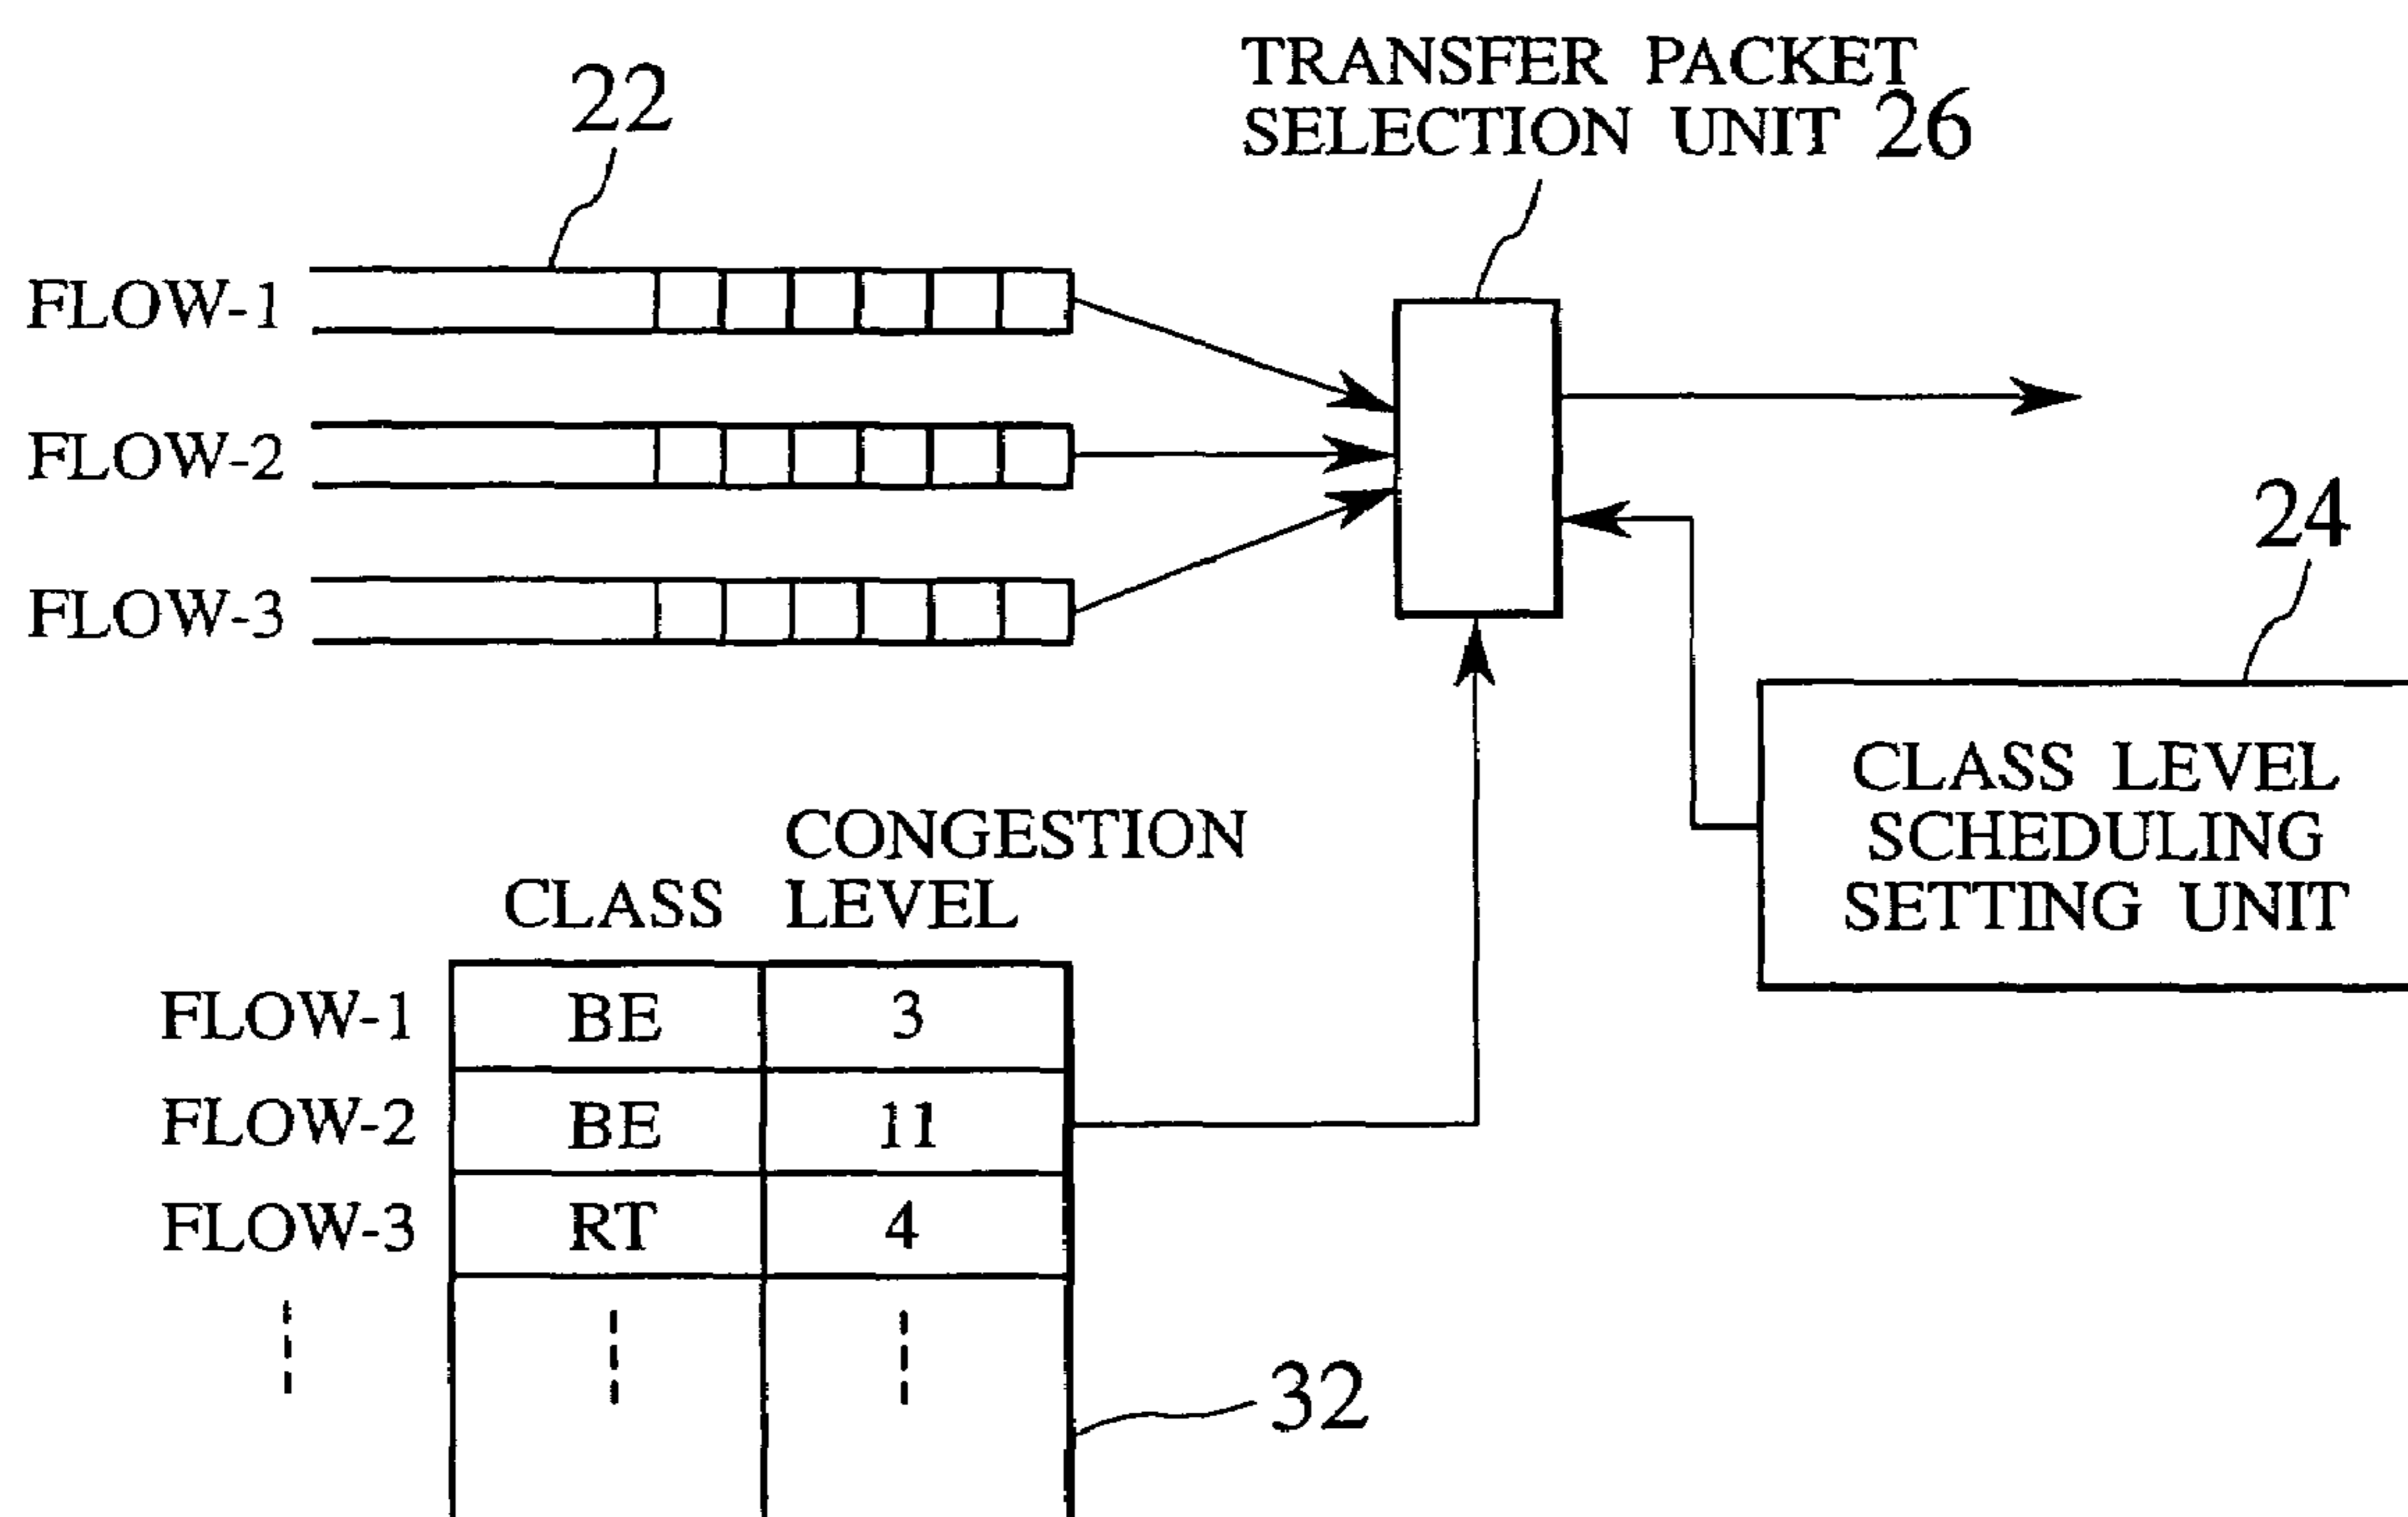 22
TRANSFER PACKET
SELECTION UNIT 26
FLOW-1
FLOW-2
FLOW-3
24
CLASS LEVEL
SCHEDULING
SETTING UNIT
CONGESTION
CLASS LEVEL
FLOW-1 BE 3
FLOW-2 BE 11
FLOW-3 RT 4
32